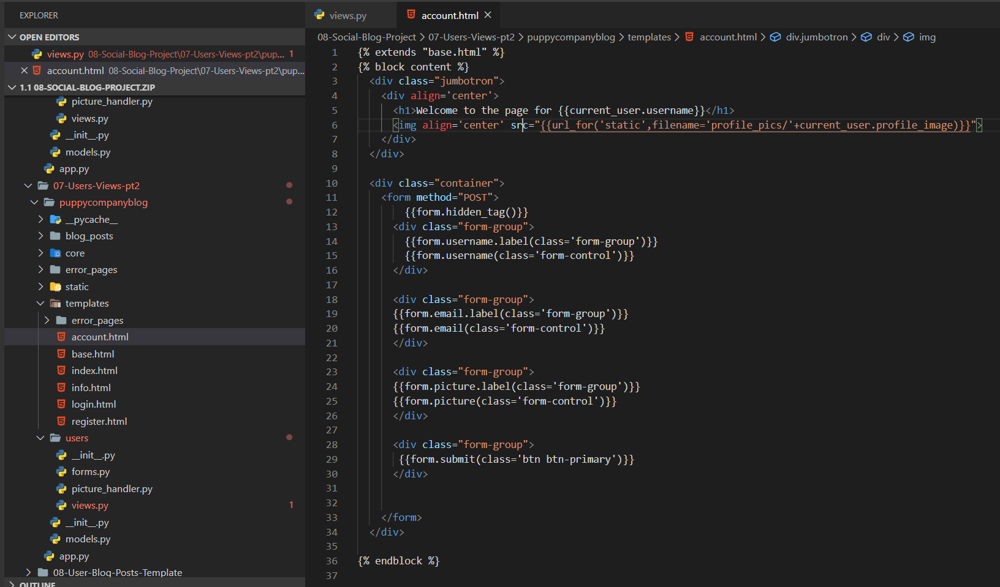 EXPLORER
OPEN EDITORS
views.py 08-Social-Blog-Project\07-Users-Views-pt2\pup... 1
account.html 08-Social-Blog-Project\07-Users-Views-pt2\pup...
1.1 08-SOCIAL-BLOG-PROJECT.ZIP
picture_handler.py
views.py
__init__.py
models.py
app.py
07-Users-Views-pt2
puppycompanyblog
__pycache__
blog_posts
core
error_pages
static
templates
error_pages
account.html
base.html
index.html
info.html
login.html
register.html
users
__init__.py
forms.py
picture_handler.py
views.py 1
__init__.py
models.py
app.py
08-User-Blog-Posts-Template
OUTLINE
views.py account.html
08-Social-Blog-Project > 07-Users-Views-pt2 > puppycompanyblog > templates > account.html > div.jumbotron > div > img
1 {% extends "base.html" %}
2 {% block content %}
3 <div class="jumbotron">
4 <div align='center'>
5 <h1>Welcome to the page for {{current_user.username}}</h1>
6 <img align='center' src="{{url_for('static',filename='profile_pics/'+current_user.profile_image)}}">
7 </div>
8 </div>
9
10 <div class="container">
11 <form method="POST">
12 {{form.hidden_tag()}}
13 <div class="form-group">
14 {{form.username.label(class='form-group')}}
15 {{form.username(class='form-control')}}
16 </div>
17
18 <div class="form-group">
19 {{form.email.label(class='form-group')}}
20 {{form.email(class='form-control')}}
21 </div>
22
23 <div class="form-group">
24 {{form.picture.label(class='form-group')}}
25 {{form.picture(class='form-control')}}
26 </div>
27
28 <div class="form-group">
29 {{form.submit(class='btn btn-primary')}}
30 </div>
31
32
33 </form>
34 </div>
35
36 {% endblock %}
37